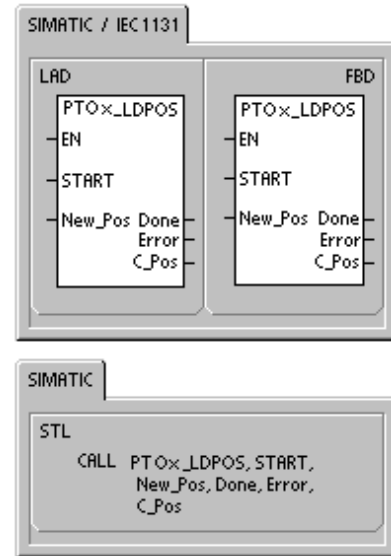 SIMATIC / IEC1131
LAD
FBD
PTOx_LDPOS
EN
START
New_Pos Done
Error
C_Pos
PTOx_LDPOS
EN
START
New_Pos Done
Error
C_Pos
SIMATIC
STL
CALL PTOx_LDPOS, START,
New_Pos, Done, Error,
C_Pos